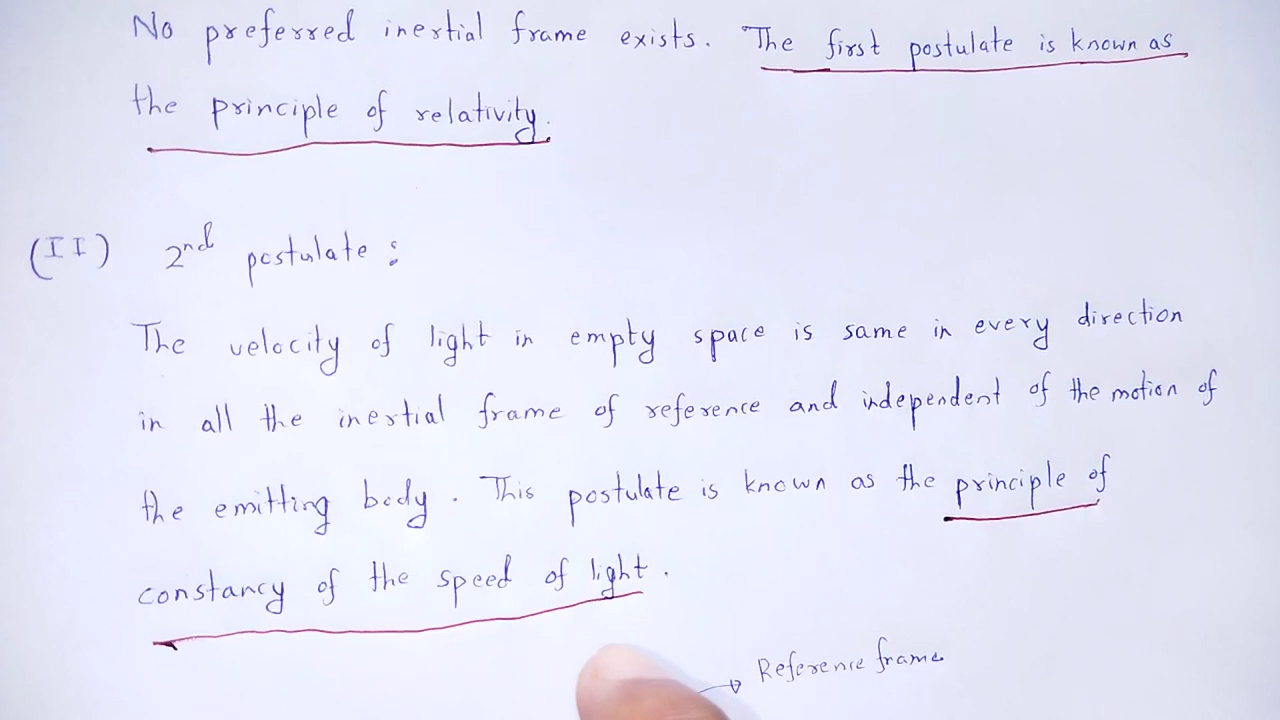 No preferred inertial frame exists. The first postulate is known as
the principle of relativity.
(II) 2nd postulate :
The velocity of light in empty space is same in every direction
in all the inertial frame of reference and independent of the motion of
the emitting body. This postulate is known as the principle of
constancy of the speed of light.
Reference frame